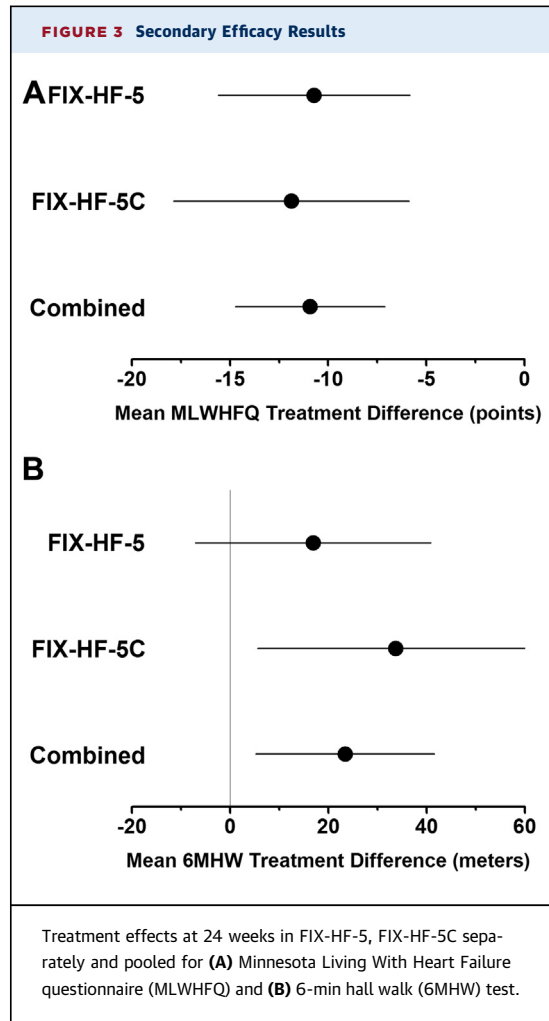 FIGURE 3 Secondary Efficacy Results
A
FIX-HF-5
FIX-HF-5C
Combined
-20 -15 -10 -5 0
Mean MLWHFQ Treatment Difference (points)
B
FIX-HF-5
FIX-HF-5C
Combined
-20 0 20 40 60
Mean 6MHW Treatment Difference (meters)
Treatment effects at 24 weeks in FIX-HF-5, FIX-HF-5C sepa-
rately and pooled for (A) Minnesota Living With Heart Failure
questionnaire (MLWHFQ) and (B) 6-min hall walk (6MHW) test.